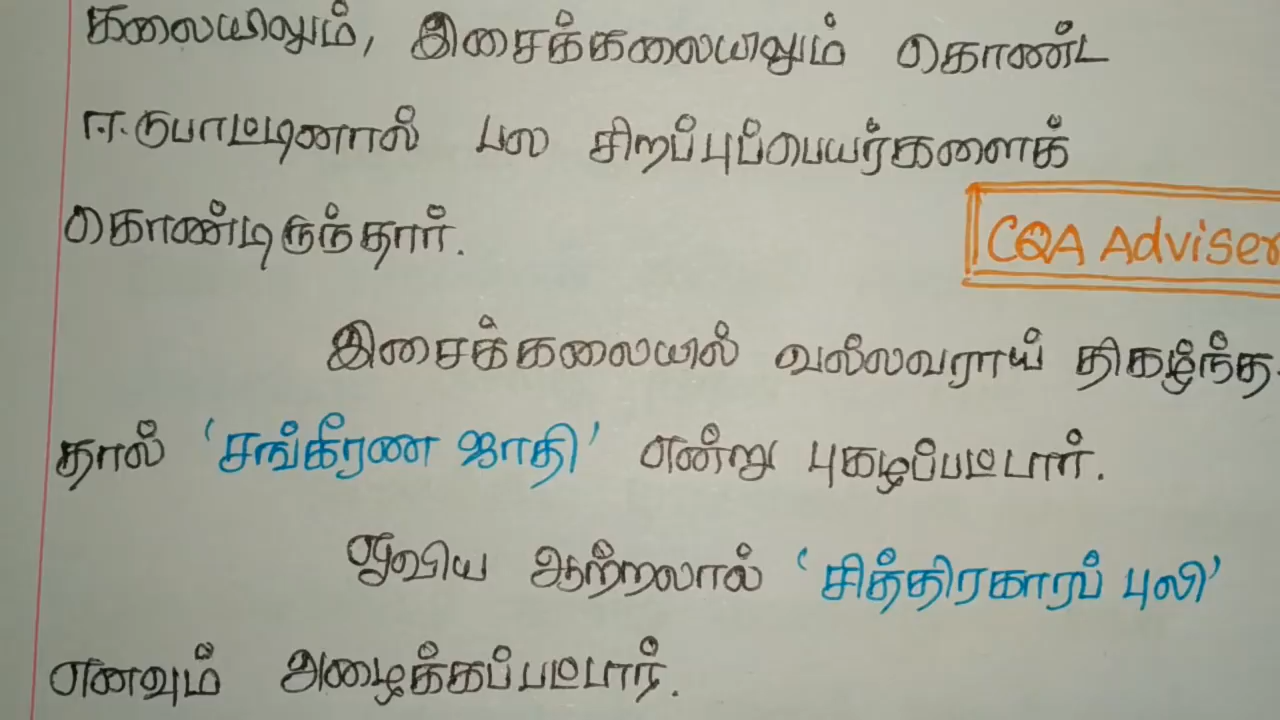 கலையிலும், இசைக்கலையிலும் கொண்ட
ஈடுபாட்டினால் பல சிறப்புப்பெயர்களைக்
கொண்டிருந்தார்.
CQA Adviser
இசைக்கலையில் வல்லவராய் திகழ்ந்த
தால் 'சங்கீரண ஜாதி' என்று புகழப்பட்டார்.
ஓவிய ஆற்றலால் 'சித்திரகாரப் புலி'
எனவும் அழைக்கப்பட்டார்.